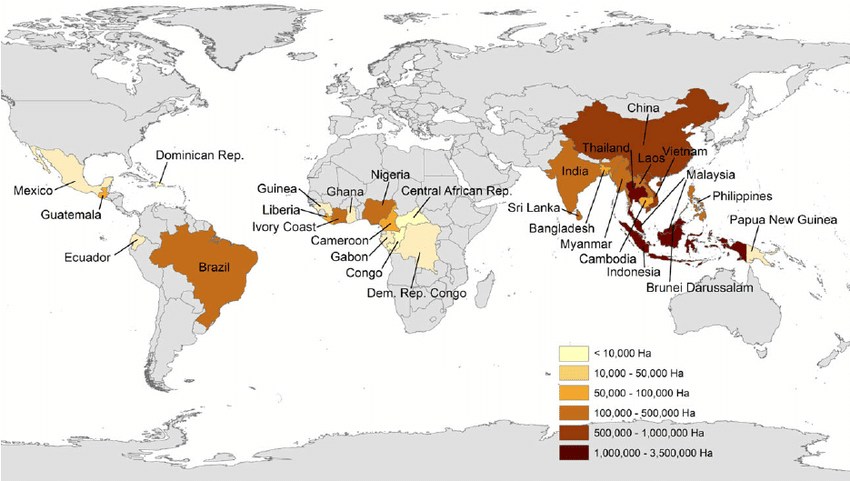 China
Thailand
Vietnam
Laos
Dominican Rep.
India
Malaysia
Nigeria
Mexico
Guinea
Ghana
Central African Rep.
Philippines
Guatemala
Liberia
Sri Lanka
Papua New Guinea
Ivory Coast
Bangladesh
Cameroon
Myanmar
Ecuador
Gabon
Cambodia
Brazil
Congo
Indonesia
Dem. Rep. Congo
Brunei Darussalam
< 10,000 Ha
10,000 - 50,000 Ha
50,000 - 100,000 Ha
100,000 - 500,000 Ha
500,000 - 1,000,000 Ha
1,000,000 - 3,500,000 Ha